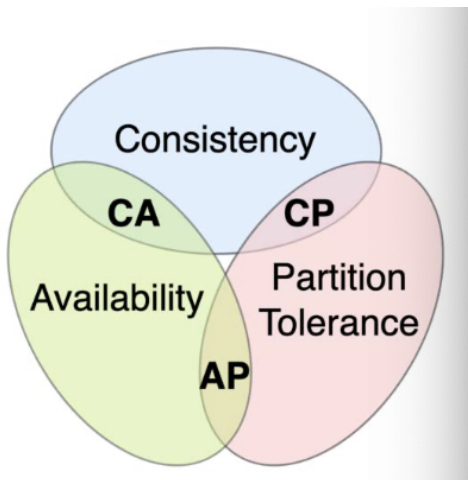 Consistency
CA
CP
Availability
Partition
Tolerance
AP